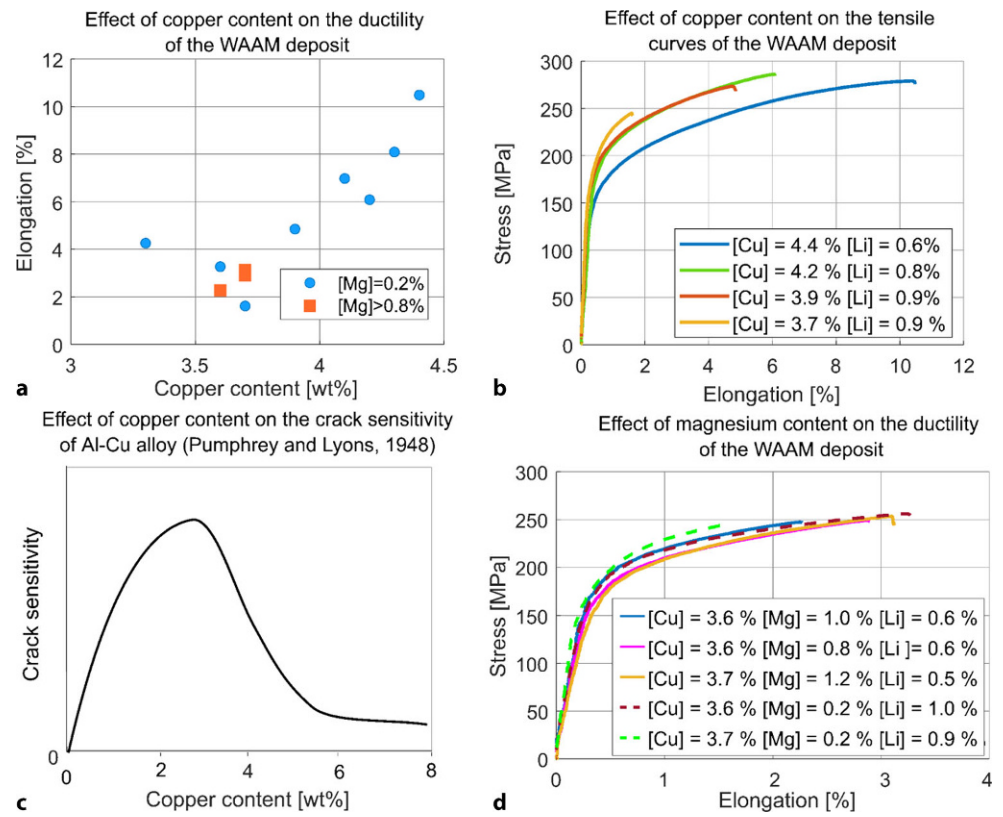 Effect of copper content on the ductility
of the WAAM deposit
12
10
8
6
4
2
0
3
3.5
4
4.5
Elongation [%]
Copper content [wt%]
[Mg]=0.2%
[Mg]>0.8%
a
Effect of copper content on the tensile
curves of the WAAM deposit
300
250
200
150
100
50
0
0
2
4
6
8
10
12
Stress [MPa]
Elongation [%]
[Cu] = 4.4 % [Li] = 0.6%
[Cu] = 4.2 % [Li] = 0.8%
[Cu] = 3.9 % [Li] = 0.9%
[Cu] = 3.7 % [Li] = 0.9 %
b
Effect of copper content on the crack sensitivity
of Al-Cu alloy (Pumphrey and Lyons, 1948)
Crack sensitivity
0
0
2
4
6
8
Copper content [wt%]
c
Effect of magnesium content on the ductility
of the WAAM deposit
300
250
200
150
100
50
0
0
1
2
3
4
Stress [MPa]
Elongation [%]
[Cu] = 3.6 % [Mg] = 1.0 % [Li] = 0.6 %
[Cu] = 3.6 % [Mg] = 0.8 % [Li ]= 0.6 %
[Cu] = 3.7 % [Mg] = 1.2 % [Li] = 0.5 %
[Cu] = 3.6 % [Mg] = 0.2 % [Li] = 1.0 %
[Cu] = 3.7 % [Mg] = 0.2 % [Li] = 0.9 %
d